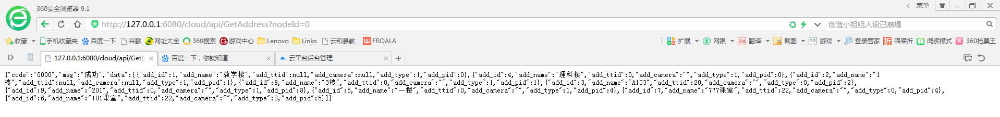 360安全浏览器 9.1
菜单
http://127.0.0.1:6080/cloud/api/GetAddress?nodeId=0
创造小姐姐人设已崩塌
收藏 手机收藏夹 百度一下 谷歌 网址大全 360搜索 游戏中心 Lenovo Links 云和县教 FROALA
扩展 网银 翻译 截图 游戏 登录管家 喵喵折 阅读模式 360抢票王
127.0.0.1:6080/cloud/api/GetA 百度一下，你就知道 云平台后台管理
{"code":"0000","msg":"成功","data":[{"add_id":1,"add_name":"教学楼","add_ttid":null,"add_camera":null,"add_type":1,"add_pid":0},{"add_id":4,"add_name":"理科楼","add_ttid":0,"add_camera":"","add_type":1,"add_pid":0},{"add_id":2,"add_name":"1
楼","add_ttid":null,"add_camera":null,"add_type":1,"add_pid":1},{"add_id":8,"add_name":"3楼","add_ttid":0,"add_camera":"","add_type":1,"add_pid":1},{"add_id":3,"add_name":"A103","add_ttid":20,"add_camera":"","add_type":0,"add_pid":2},
{"add_id":9,"add_name":"201","add_ttid":0,"add_camera":"","add_type":1,"add_pid":8},{"add_id":5,"add_name":"一楼","add_ttid":0,"add_camera":"","add_type":1,"add_pid":4},{"add_id":7,"add_name":"777课室","add_ttid":22,"add_camera":"","add_type":0,"add_pid":4},
{"add_id":6,"add_name":"101课室","add_ttid":22,"add_camera":"","add_type":0,"add_pid":5}]}